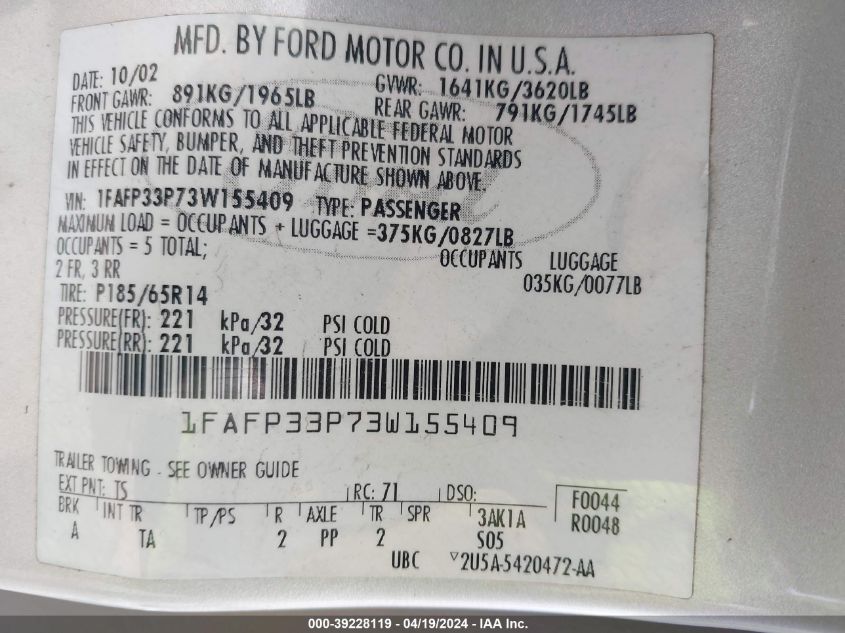 MFD. BY FORD MOTOR CO. IN U.S.A.
DATE: 10/02 GVWR: 1641KG/3620LB
FRONT GAWR: 891KG/1965LB REAR GAWR: 791KG/1745LB
THIS VEHICLE CONFORMS TO ALL APPLICABLE FEDERAL MOTOR
VEHICLE SAFETY, BUMPER, AND THEFT PREVENTION STANDARDS
IN EFFECT ON THE DATE OF MANUFACTURE SHOWN ABOVE.
VIN: 1FAFP33P73W155409 TYPE: PASSENGER
MAXIMUM LOAD = OCCUPANTS + LUGGAGE =375KG/0827LB
OCCUPANTS = 5 TOTAL; OCCUPANTS LUGGAGE
2 FR, 3 RR 035KG/0077LB
TIRE: P185/65R14
PRESSURE(FR): 221 kPa/32 PSI COLD
PRESSURE(RR): 221 kPa/32 PSI COLD
1FAFP33P73W155409
TRAILER TOWING - SEE OWNER GUIDE
EXT PNT: TS RC: 71 DSO: F0044
BRK INT TR TP/PS R AXLE TR SPR 3AK1A R0048
A TA 2 PP 2 S05
UBC ▽2U5A-5420472-AA
000-39228119 - 04/19/2024 - IAA Inc.